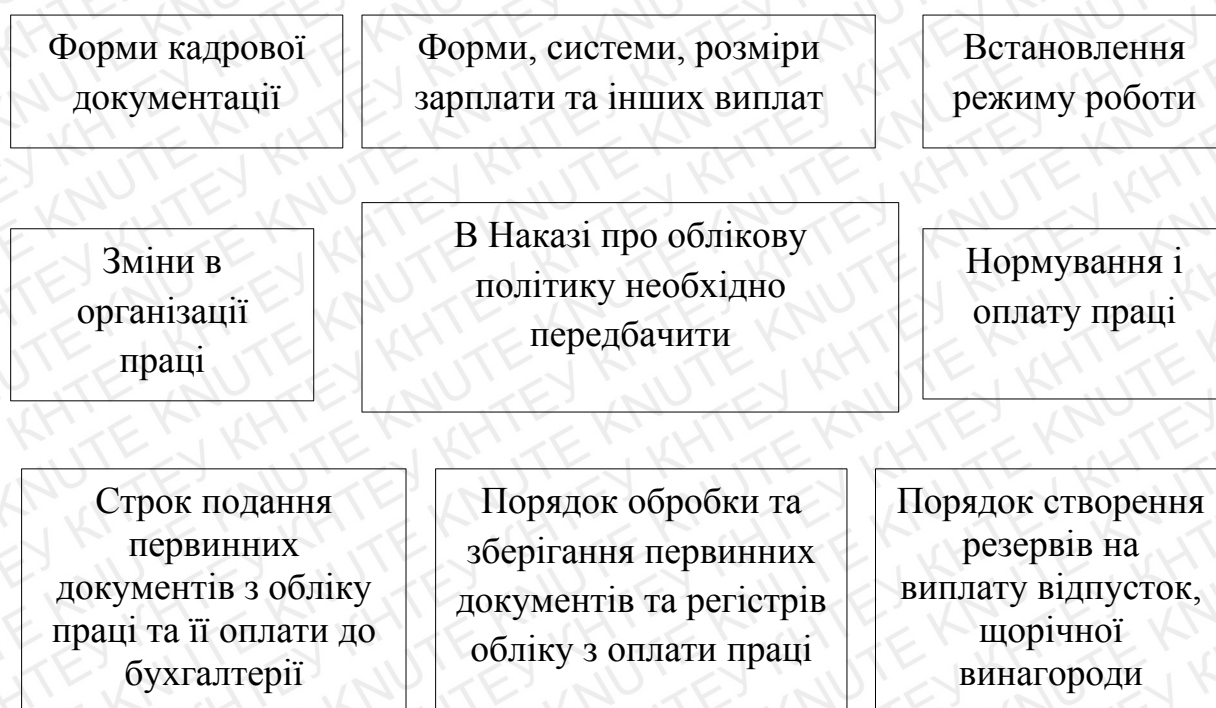 Форми кадрової
документації
Форми, системи, розміри
зарплати та інших виплат
Встановлення
режиму роботи
Зміни в
організації
праці
В Наказі про облікову
політику необхідно
передбачити
Нормування і
оплату праці
Строк подання
первинних
документів з обліку
праці та її оплати до
бухгалтерії
Порядок обробки та
зберігання первинних
документів та регістрів
обліку з оплати праці
Порядок створення
резервів на
виплату відпусток,
щорічної
винагороди